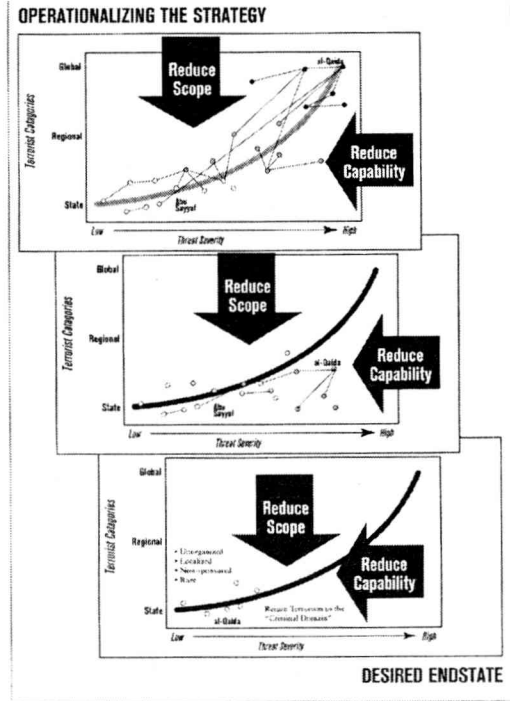 OPERATIONALIZING THE STRATEGY
Terrorist Categories
Global
Regional
State
Reduce
Scope
al-Qaida
Reduce
Capability
Abu
Sayyaf
Low
High
Threat Severity
Terrorist Categories
Global
Regional
State
Reduce
Scope
al-Qaida
Reduce
Capability
Abu
Sayyaf
Low
High
Threat Severity
Terrorist Categories
Global
Regional
State
Reduce
Scope
Reduce
Capability
• Unorganized
• Localized
• Non-sponsored
• Rare
al-Qaida
Return Terrorism to the
"Criminal Domain"
Low
High
Threat Severity
DESIRED ENDSTATE